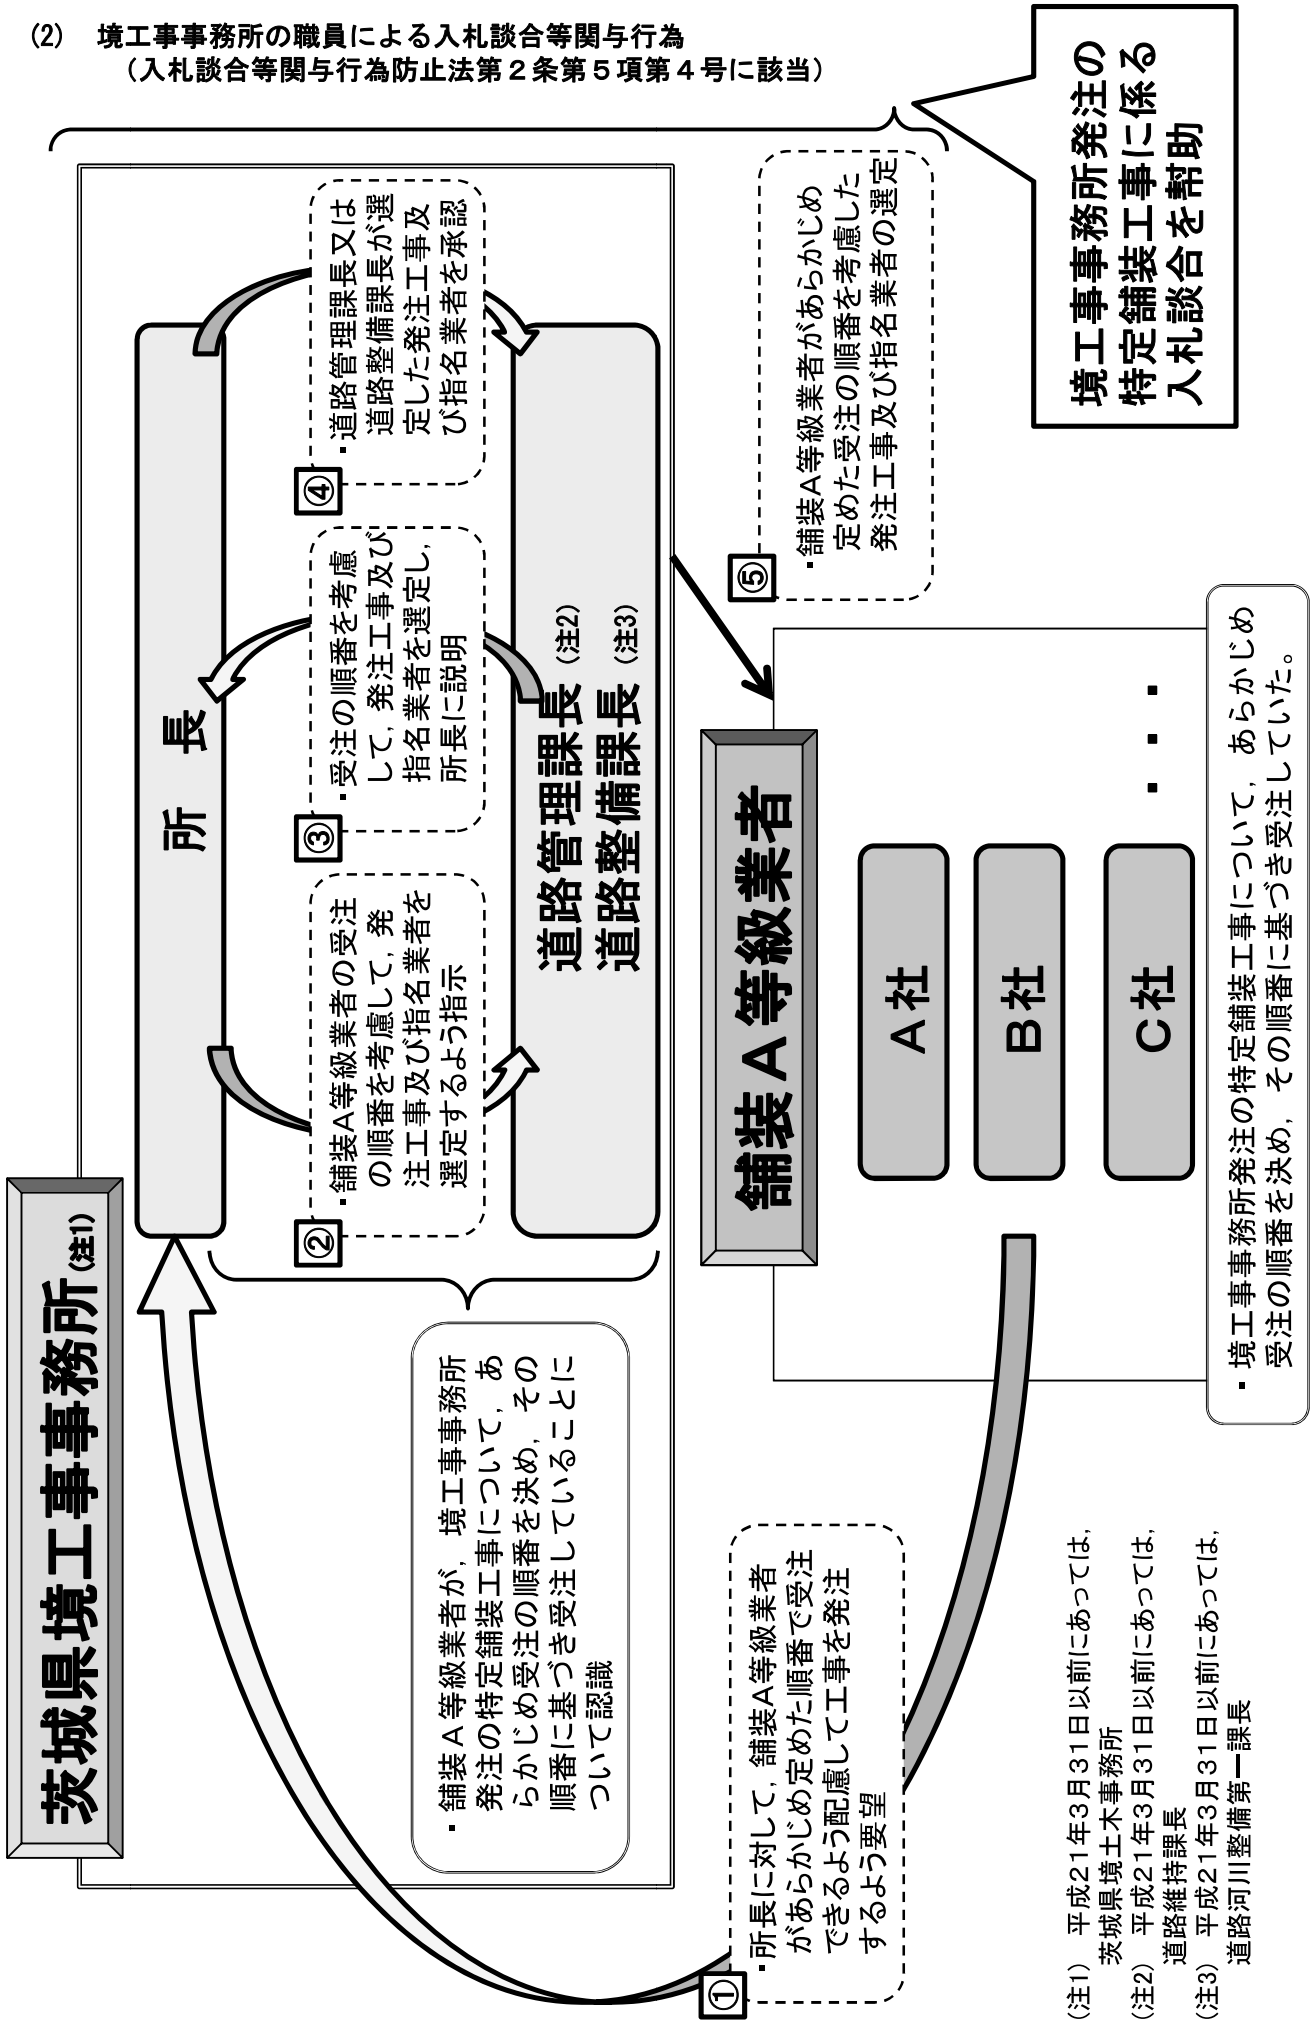 (2)　境工事事務所の職員による入札談合等関与行為
（入札談合等関与行為防止法第２条第５項第４号に該当）
茨城県境工事事務所(注1)
所　長
②
・舗装Ａ等級業者の受注
の順番を考慮して，発
注工事及び指名業者を
選定するよう指示
③
・受注の順番を考慮
して，発注工事及び
指名業者を選定し，
所長に説明
④
・道路管理課長又は
道路整備課長が選
定した発注工事及
び指名業者を承認
道路管理課長(注2)
道路整備課長(注3)
・舗装Ａ等級業者が，境工事事務所
発注の特定舗装工事について，あ
らかじめ受注の順番を決め，その
順番に基づき受注していることに
ついて認識
①
・所長に対して，舗装Ａ等級業者
があらかじめ定めた順番で受注
できるよう配慮して工事を発注
するよう要望
⑤
・舗装Ａ等級業者があらかじめ
定めた受注の順番を考慮した
発注工事及び指名業者の選定
境工事事務所発注の
特定舗装工事に係る
入札談合を幇助
舗装Ａ等級業者
Ａ社
Ｂ社
Ｃ社
・・・
・境工事事務所発注の特定舗装工事について，あらかじめ
受注の順番を決め，その順番に基づき受注していた。
(注1)　平成２１年３月３１日以前にあっては，
茨城県境土木事務所
(注2)　平成２１年３月３１日以前にあっては，
道路維持課長
(注3)　平成２１年３月３１日以前にあっては，
道路河川整備第一課長